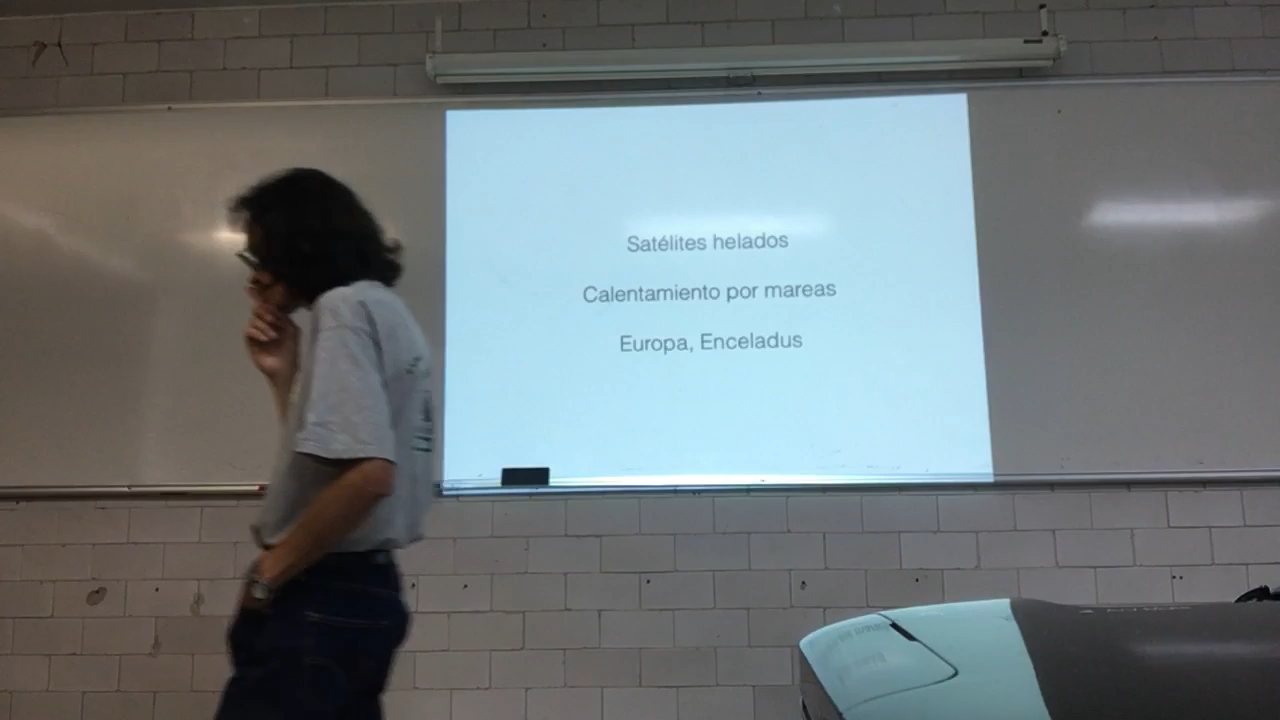 Satélites helados
Calentamiento por mareas
Europa, Enceladus